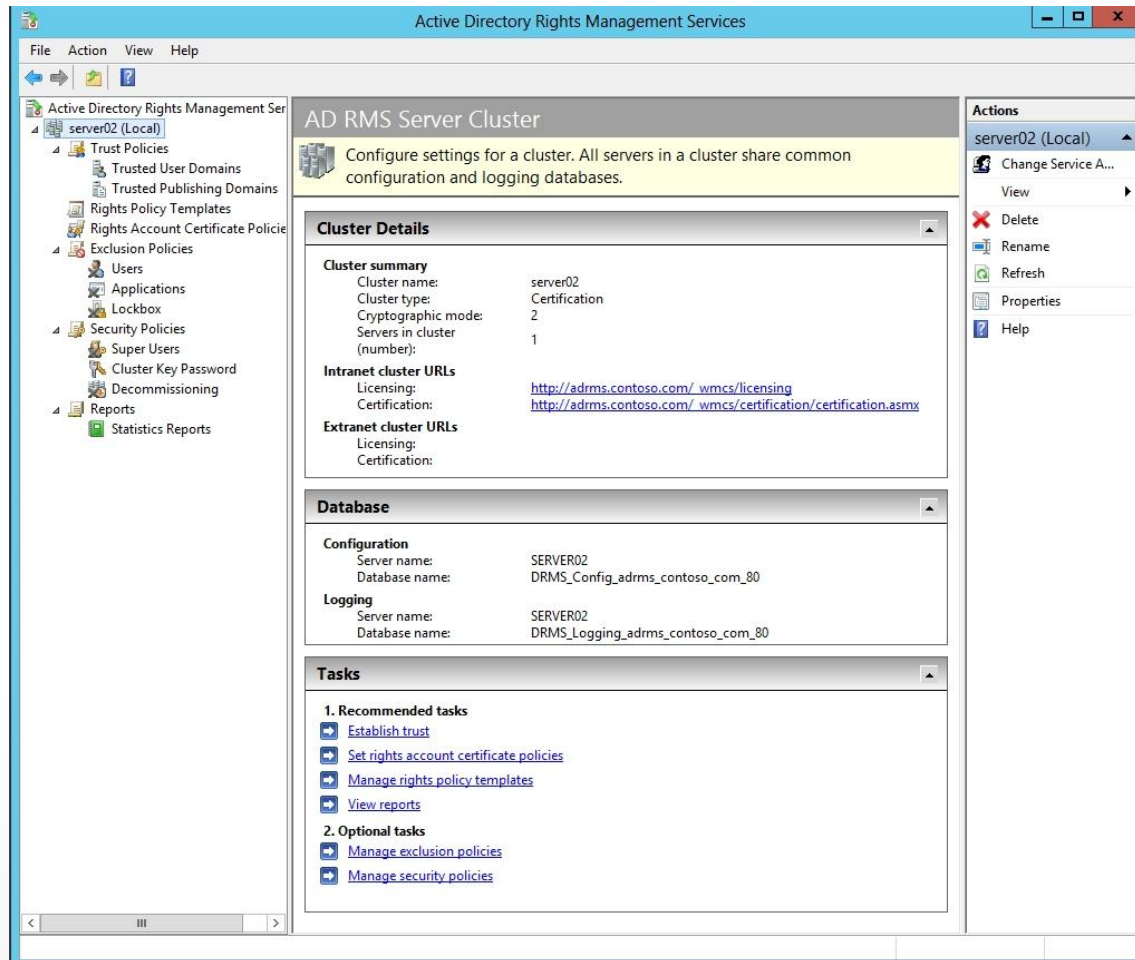 Active Directory Rights Management Services
File Action View Help
Active Directory Rights Management Ser
server02 (Local)
Trust Policies
Trusted User Domains
Trusted Publishing Domains
Rights Policy Templates
Rights Account Certificate Policie
Exclusion Policies
Users
Applications
Lockbox
Security Policies
Super Users
Cluster Key Password
Decommissioning
Reports
Statistics Reports
AD RMS Server Cluster
Configure settings for a cluster. All servers in a cluster share common
configuration and logging databases.
Cluster Details
Cluster summary
Cluster name: server02
Cluster type: Certification
Cryptographic mode: 2
Servers in cluster
(number): 1
Intranet cluster URLs
Licensing: http://adrms.contoso.com/_wmcs/licensing
Certification: http://adrms.contoso.com/_wmcs/certification/certification.asmx
Extranet cluster URLs
Licensing:
Certification:
Database
Configuration
Server name: SERVER02
Database name: DRMS_Config_adrms_contoso_com_80
Logging
Server name: SERVER02
Database name: DRMS_Logging_adrms_contoso_com_80
Tasks
1. Recommended tasks
Establish trust
Set rights account certificate policies
Manage rights policy templates
View reports
2. Optional tasks
Manage exclusion policies
Manage security policies
Actions
server02 (Local)
Change Service A...
View
Delete
Rename
Refresh
Properties
Help